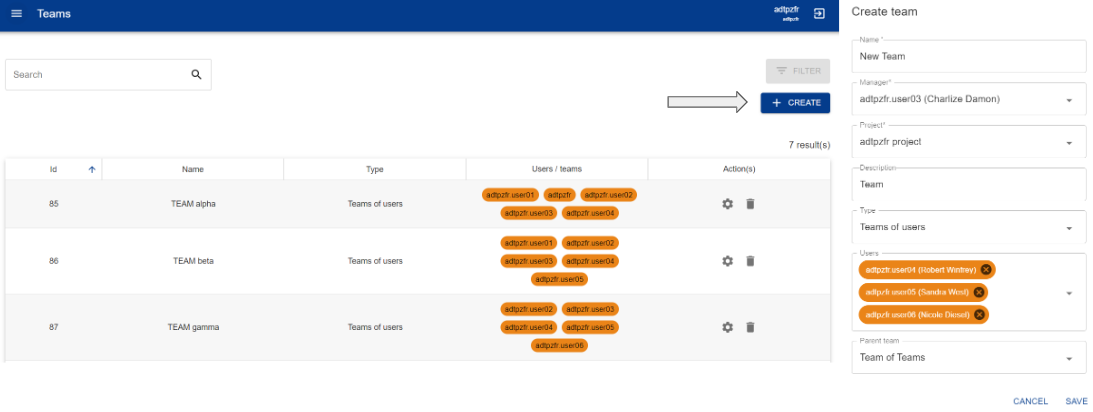 Teams
adtpzfr
adtpzfr
Search
FILTER
+ CREATE
7 result(s)
Id Name Type Users / teams Action(s)
85 TEAM alpha Teams of users
adtpzfr.user01 adtpzfr adtpzfr.user02
adtpzfr.user03 adtpzfr.user04
86 TEAM beta Teams of users
adtpzfr.user01 adtpzfr.user02
adtpzfr.user03 adtpzfr.user04
adtpzfr.user05
87 TEAM gamma Teams of users
adtpzfr.user02 adtpzfr.user03
adtpzfr.user04 adtpzfr.user05
adtpzfr.user06
Create team
Name *
New Team
Manager*
adtpzfr.user03 (Charlize Damon)
Project*
adtpzfr project
Description
Team
Type
Teams of users
Users
adtpzfr.user04 (Robert Winfrey)
adtpzfr.user05 (Sandra West)
adtpzfr.user06 (Nicole Diesel)
Parent team
Team of Teams
CANCEL SAVE